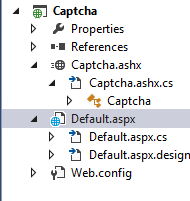 Captcha
Properties
References
Captcha.ashx
Captcha.ashx.cs
Captcha
Default.aspx
Default.aspx.cs
Default.aspx.design
Web.config